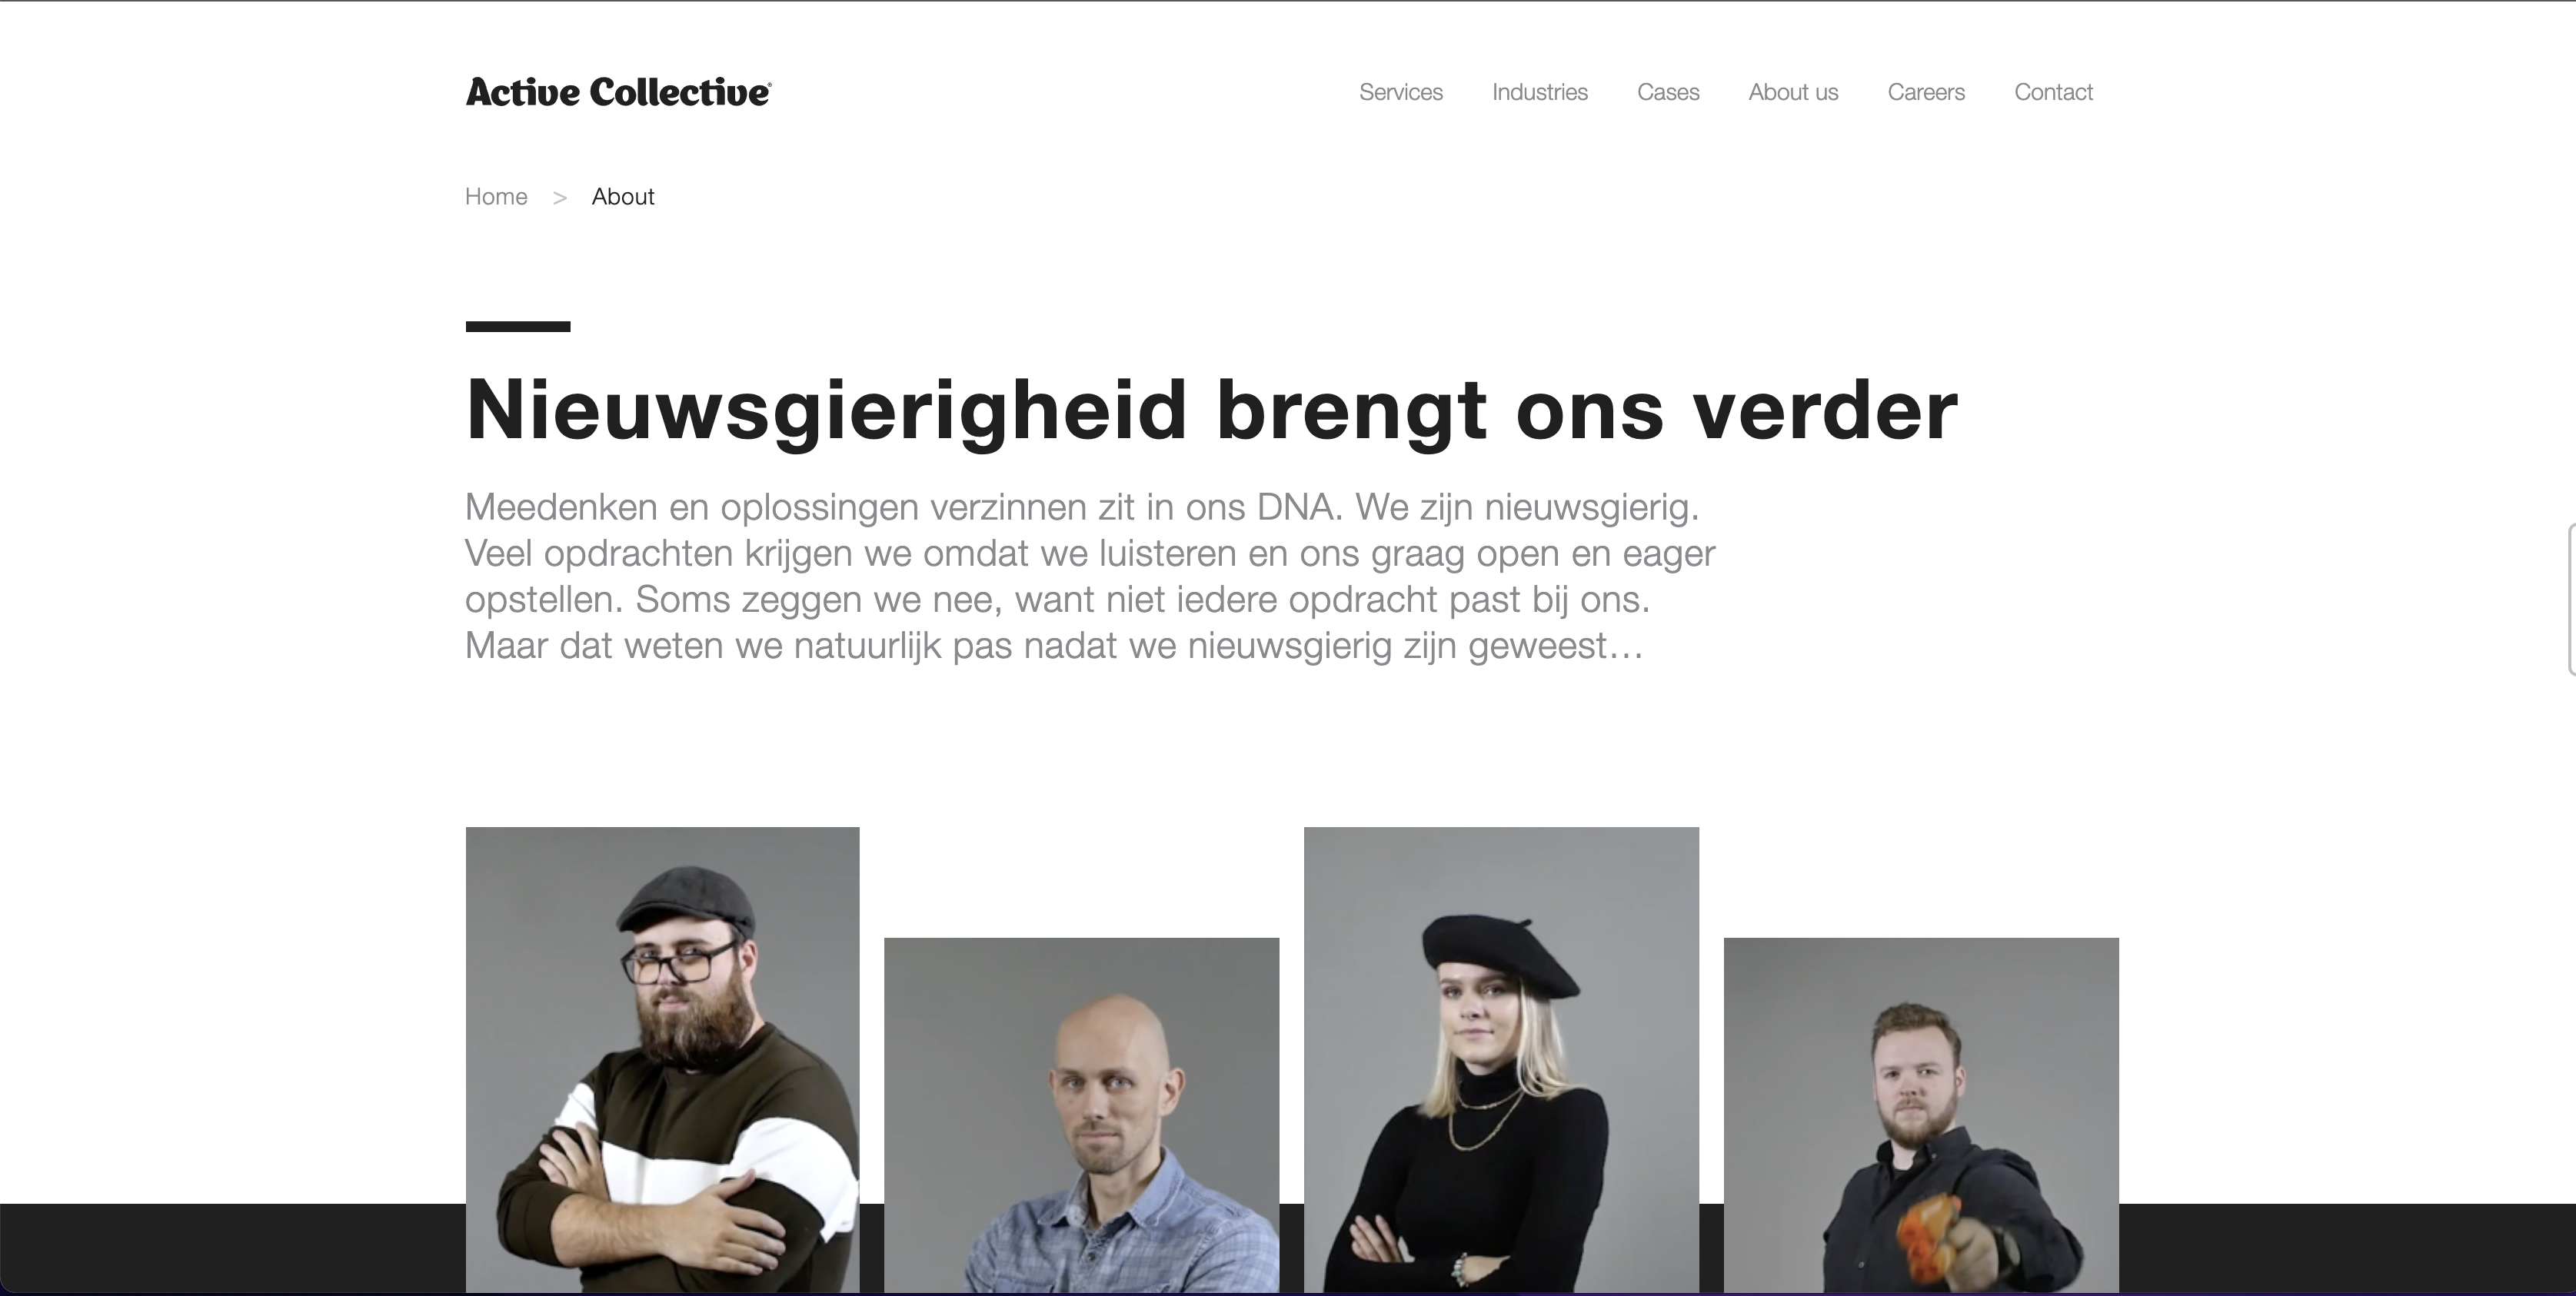 Active Collective®
Services Industries Cases About us Careers Contact
Home > About
Nieuwsgierigheid brengt ons verder
Meedenken en oplossingen verzinnen zit in ons DNA. We zijn nieuwsgierig.
Veel opdrachten krijgen we omdat we luisteren en ons graag open en eager
opstellen. Soms zeggen we nee, want niet iedere opdracht past bij ons.
Maar dat weten we natuurlijk pas nadat we nieuwsgierig zijn geweest…